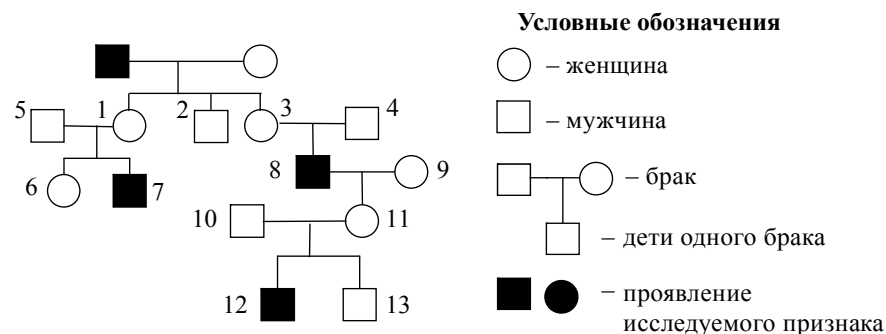 Условные обозначения
– женщина
5 1 2 3 4
– мужчина
6 7 8 9
– брак
10 11
– дети одного брака
12 13
– проявление
исследуемого признака